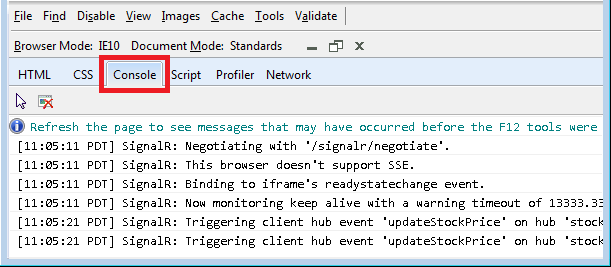 File Find Disable View Images Cache Tools Validate
Browser Mode: IE10 Document Mode: Standards
HTML CSS Console Script Profiler Network
Refresh the page to see messages that may have occurred before the F12 tools were
[11:05:11 PDT] SignalR: Negotiating with '/signalr/negotiate'.
[11:05:11 PDT] SignalR: This browser doesn't support SSE.
[11:05:11 PDT] SignalR: Binding to iframe's readystatechange event.
[11:05:11 PDT] SignalR: Now monitoring keep alive with a warning timeout of 13333.33
[11:05:21 PDT] SignalR: Triggering client hub event 'updateStockPrice' on hub 'stock
[11:05:21 PDT] SignalR: Triggering client hub event 'updateStockPrice' on hub 'stock